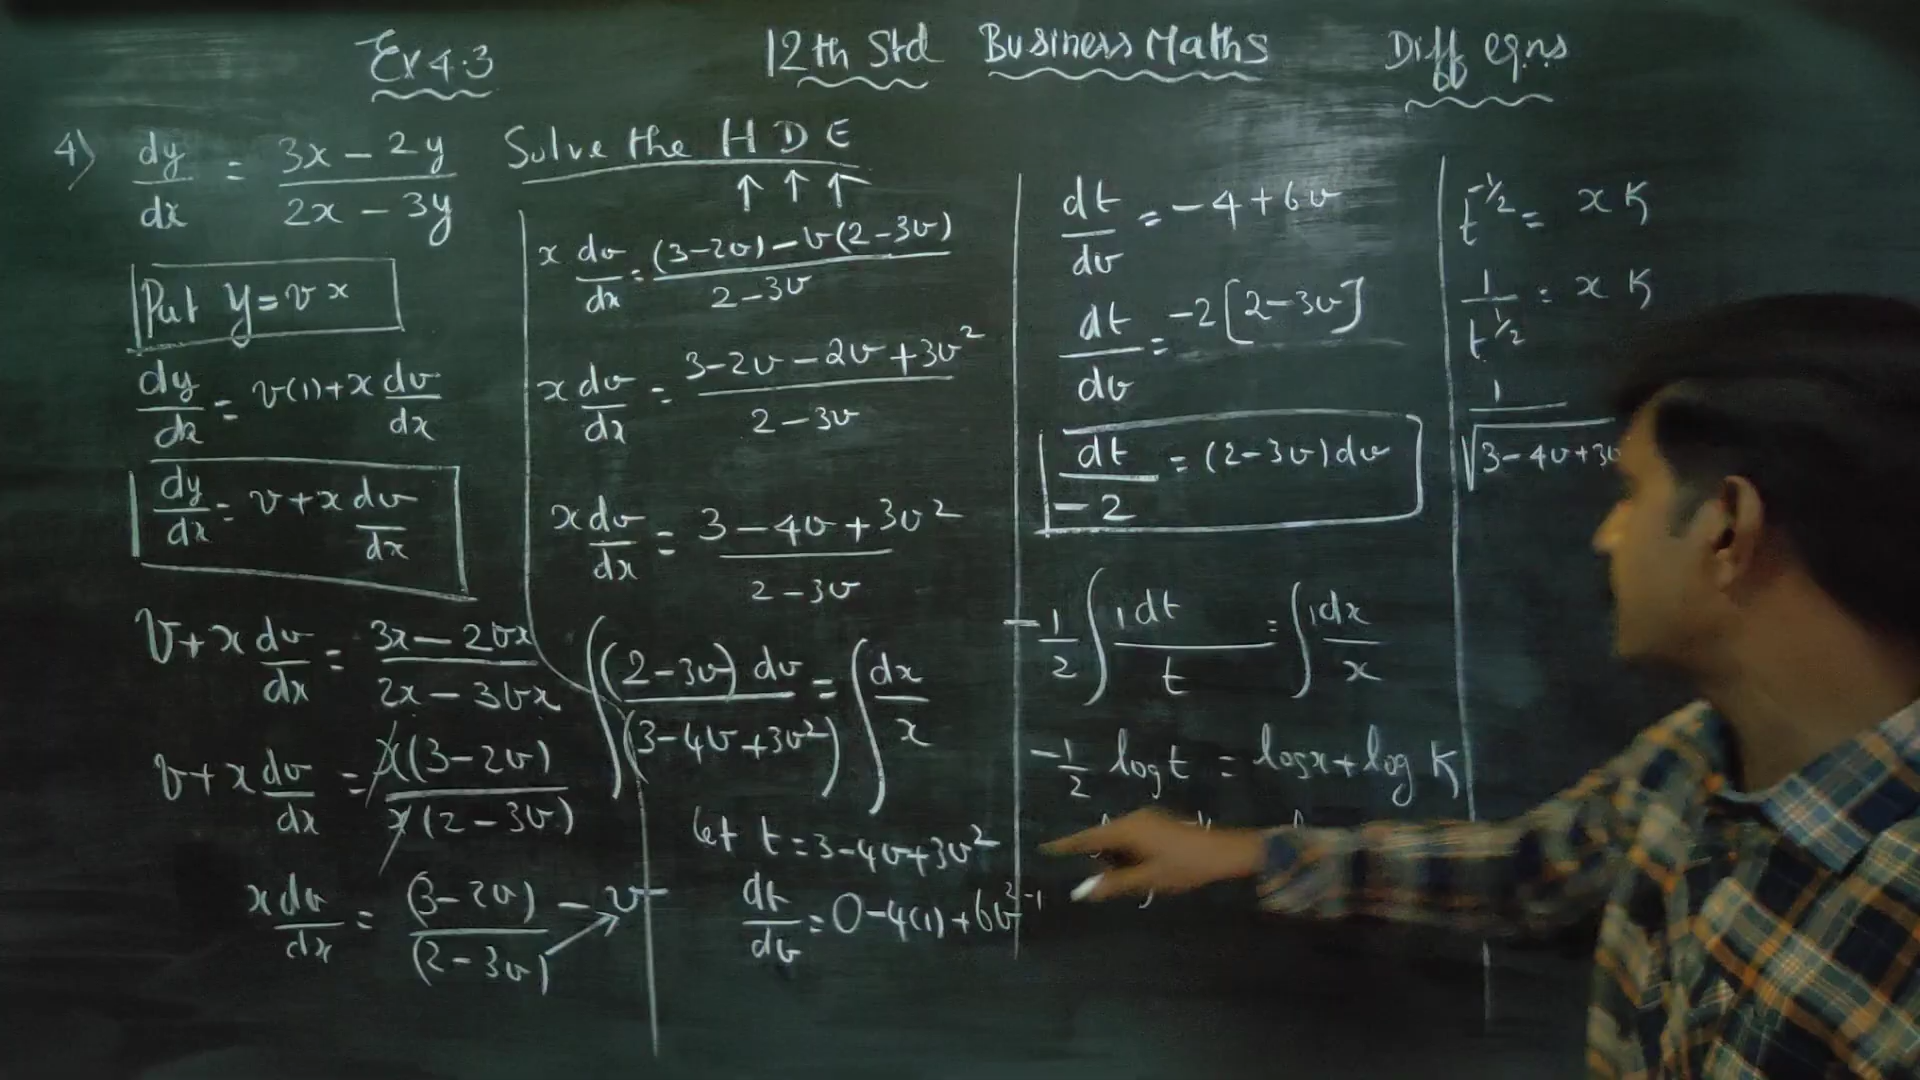 Ex 4.3
12th Std Business Maths Diff eqns
4) dy/dx = (3x - 2y)/(2x - 3y)
Solve the H D E
Put y = vx
dy/dx = v(1) + x dv/dx
dy/dx = v + x dv/dx
v + x dv/dx = (3x - 2vx)/(2x - 3vx)
v + x dv/dx = x(3 - 2v)/x(2 - 3v)
x dv/dx = (3 - 2v)/(2 - 3v) - v
x dv/dx = ((3 - 2v) - v(2 - 3v))/(2 - 3v)
x dv/dx = (3 - 2v - 2v + 3v²)/(2 - 3v)
x dv/dx = (3 - 4v + 3v²)/(2 - 3v)
∫ (2 - 3v) dv/(3 - 4v + 3v²) = ∫ dx/x
let t = 3 - 4v + 3v²
dt/dv = 0 - 4(1) + 6v²⁻¹
dt/dv = -4 + 6v
dt/dv = -2[2 - 3v]
dt/-2 = (2 - 3v) dv
-1/2 ∫ 1dt/t = ∫ 1dx/x
-1/2 log t = log x + log K
t^-1/2 = x K
1/t^1/2 = x K
1/√3 - 4v + 3v